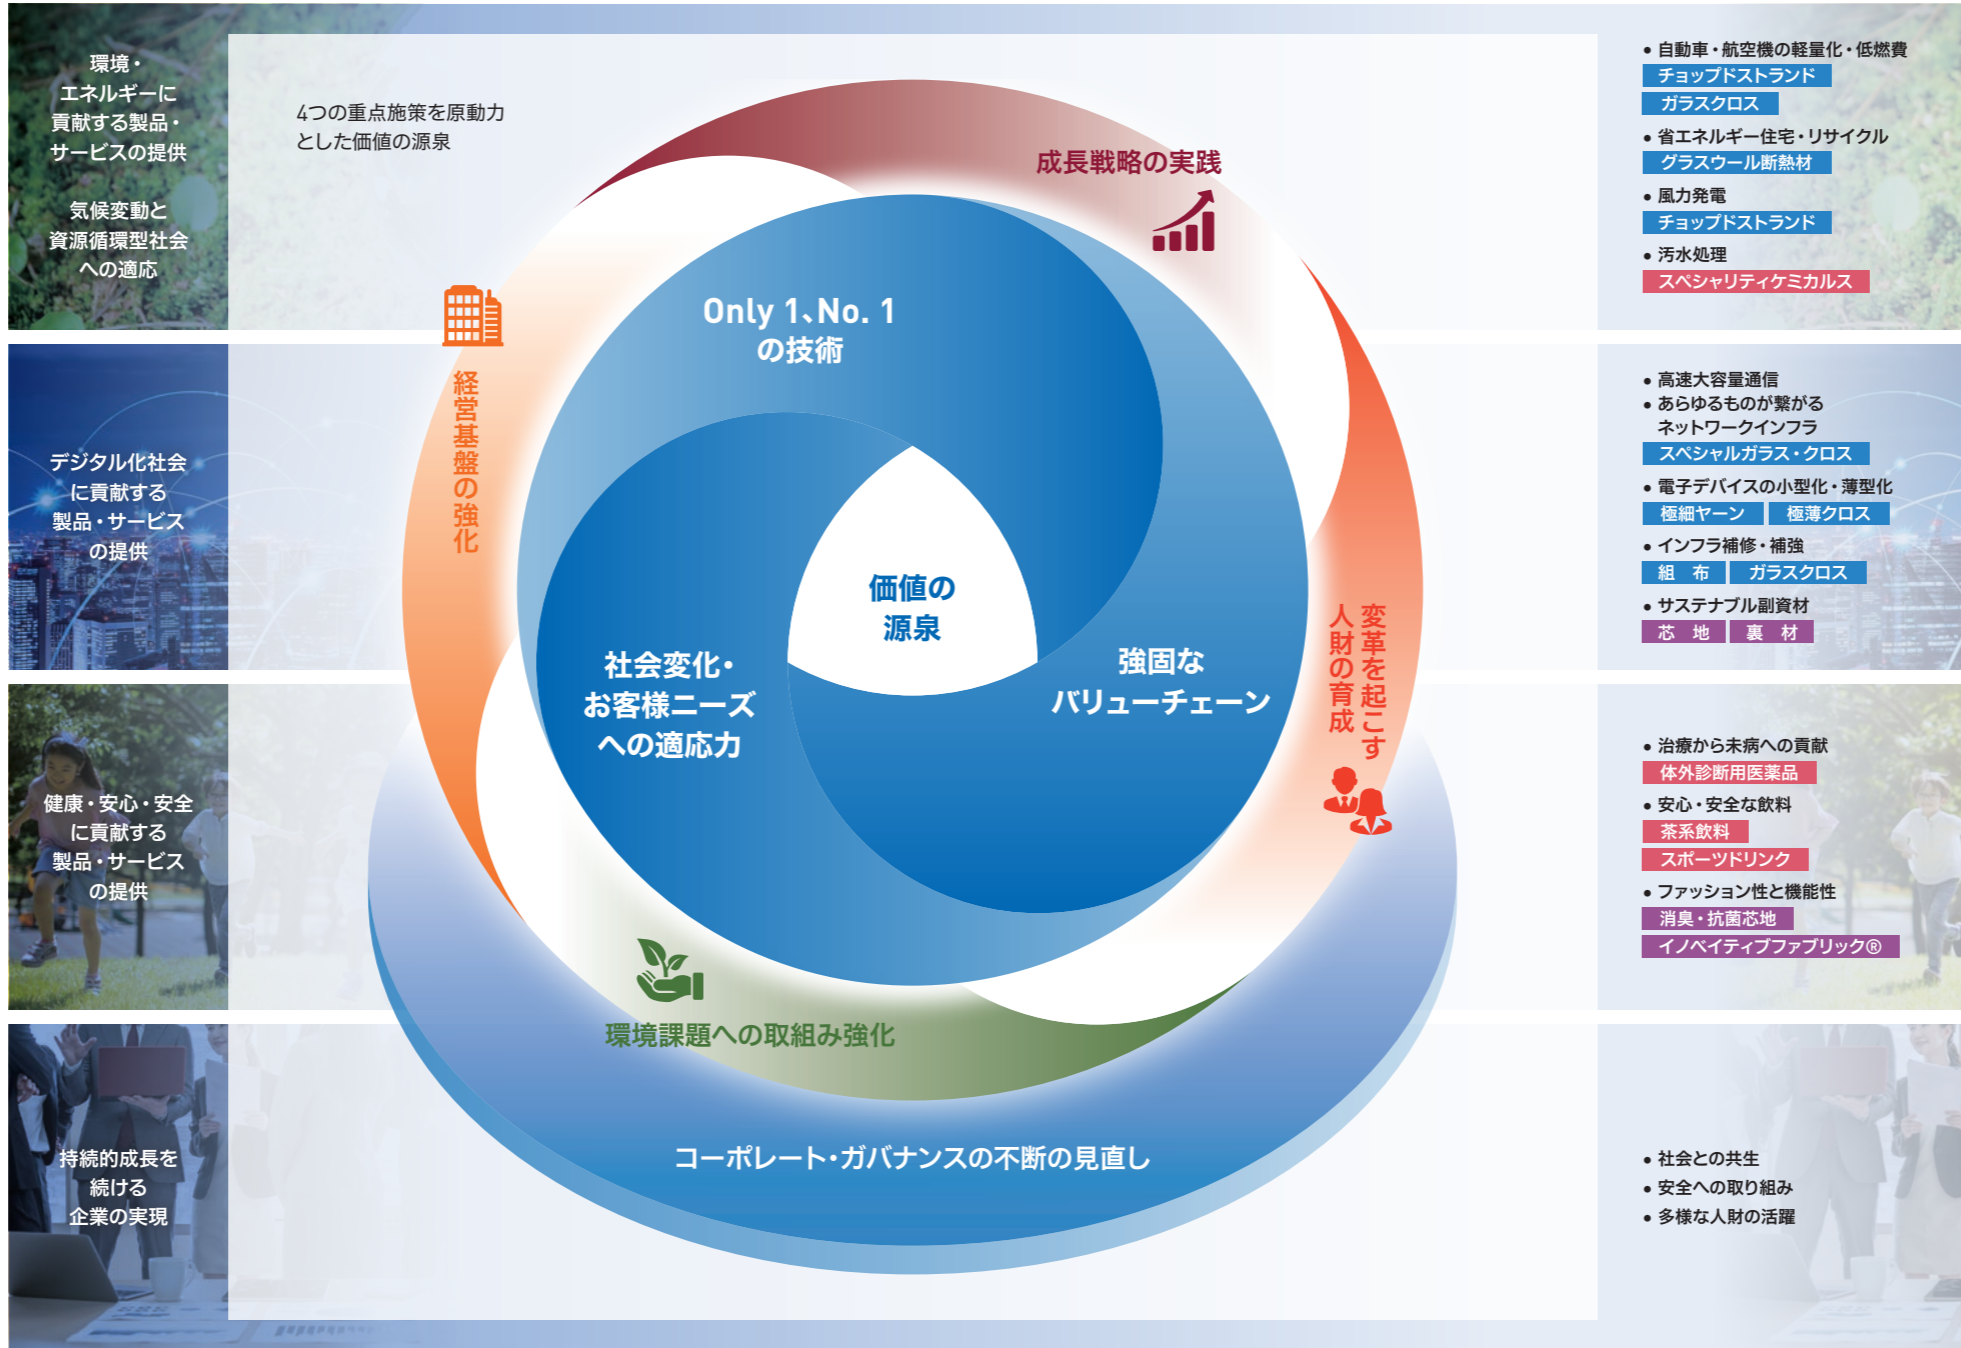 環境・
エネルギーに
貢献する製品・
サービスの提供
気候変動と
資源循環型社会
への適応
デジタル化社会
に貢献する
製品・サービス
の提供
健康・安心・安全
に貢献する
製品・サービス
の提供
持続的成長を
続ける
企業の実現
4つの重点施策を原動力
とした価値の源泉
成長戦略の実践
経営基盤の強化
変革を起こす
人財の育成
環境課題への取組み強化
コーポレート・ガバナンスの不断の見直し
Only 1、No. 1
の技術
社会変化・
お客様ニーズ
への適応力
強固な
バリューチェーン
価値の
源泉
● 自動車・航空機の軽量化・低燃費
チョップドストランド
ガラスクロス
● 省エネルギー住宅・リサイクル
グラスウール断熱材
● 風力発電
チョップドストランド
● 汚水処理
スペシャリティケミカルス
● 高速大容量通信
● あらゆるものが繋がる
ネットワークインフラ
スペシャルガラス・クロス
● 電子デバイスの小型化・薄型化
極細ヤーン 極薄クロス
● インフラ補修・補強
組 布 ガラスクロス
● サステナブル副資材
芯 地 裏 材
● 治療から未病への貢献
体外診断用医薬品
● 安心・安全な飲料
茶系飲料
スポーツドリンク
● ファッション性と機能性
消臭・抗菌芯地
イノベイティブファブリック®
● 社会との共生
● 安全への取り組み
● 多様な人財の活躍